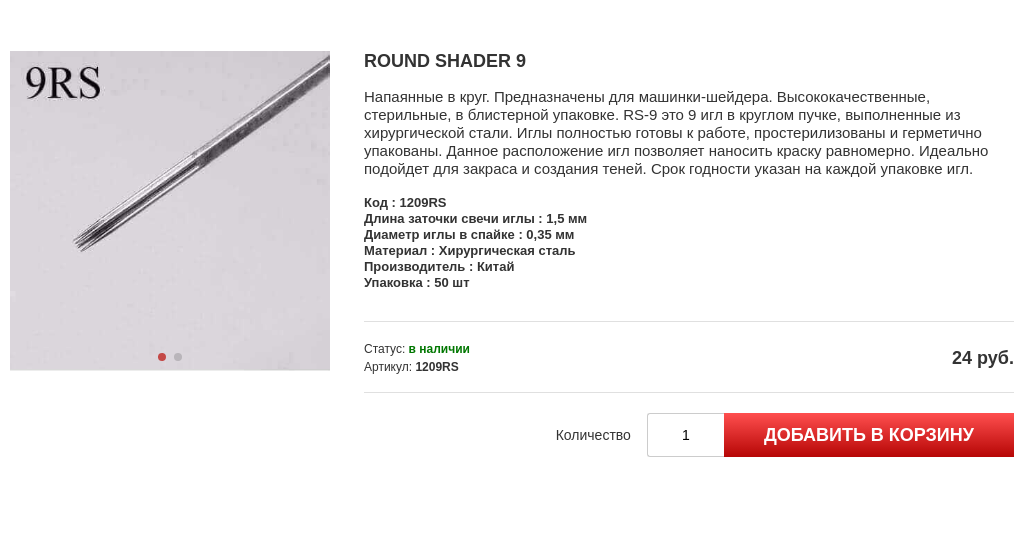 9RS
ROUND SHADER 9
Напаянные в круг. Предназначены для машинки-шейдера. Высококачественные,
стерильные, в блистерной упаковке. RS-9 это 9 игл в круглом пучке, выполненные из
хирургической стали. Иглы полностью готовы к работе, простерилизованы и герметично
упакованы. Данное расположение игл позволяет наносить краску равномерно. Идеально
подойдет для закраса и создания теней. Срок годности указан на каждой упаковке игл.
Код : 1209RS
Длина заточки свечи иглы : 1,5 мм
Диаметр иглы в спайке : 0,35 мм
Материал : Хирургическая сталь
Производитель : Китай
Упаковка : 50 шт
Статус: в наличии
Артикул: 1209RS
24 руб.
Количество 1 ДОБАВИТЬ В КОРЗИНУ